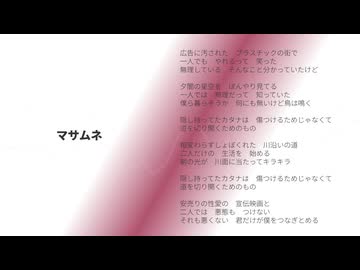 マサムネ
広告に汚された　プラスチックの街で
一人でも　やれるって　笑った
無理している　そんなこと分かっていたけど
夕闇の星空を　ぼんやり見てる
一人では　無理だって　知っていた
僕ら暮らそうか　何にも無いけど鳥は鳴く
隠し持ってたカタナは　傷つけるためじゃなくて
道を切り開くためのもの
相変わらずしょぼくれた　川沿いの道
二人だけの　生活を　始める
朝の光が　川面に当たってキラキラ
隠し持ってたカタナは　傷つけるためじゃなくて
道を切り開くためのもの
安売りの性愛の　宣伝映画と
二人では　悪態も　つけない
それも悪くない　君だけが僕をつなぎとめる